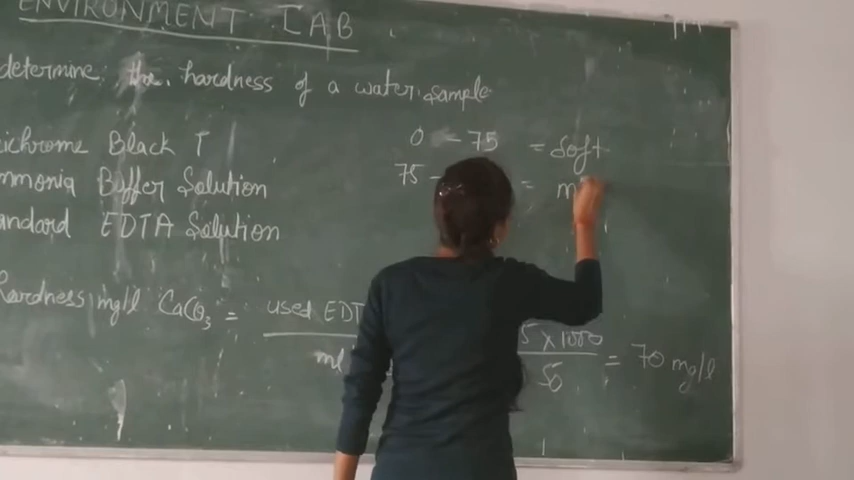 ENVIRONMENT LAB
determine the hardness of a water sample
ichrome Black T
mmonia Buffer Solution
andard EDTA Solution
0 - 75 = Soft
75 - = m
Hardness mg/l CaCO3 = used EDT
ml
5 x 1000
50
= 70 mg/l